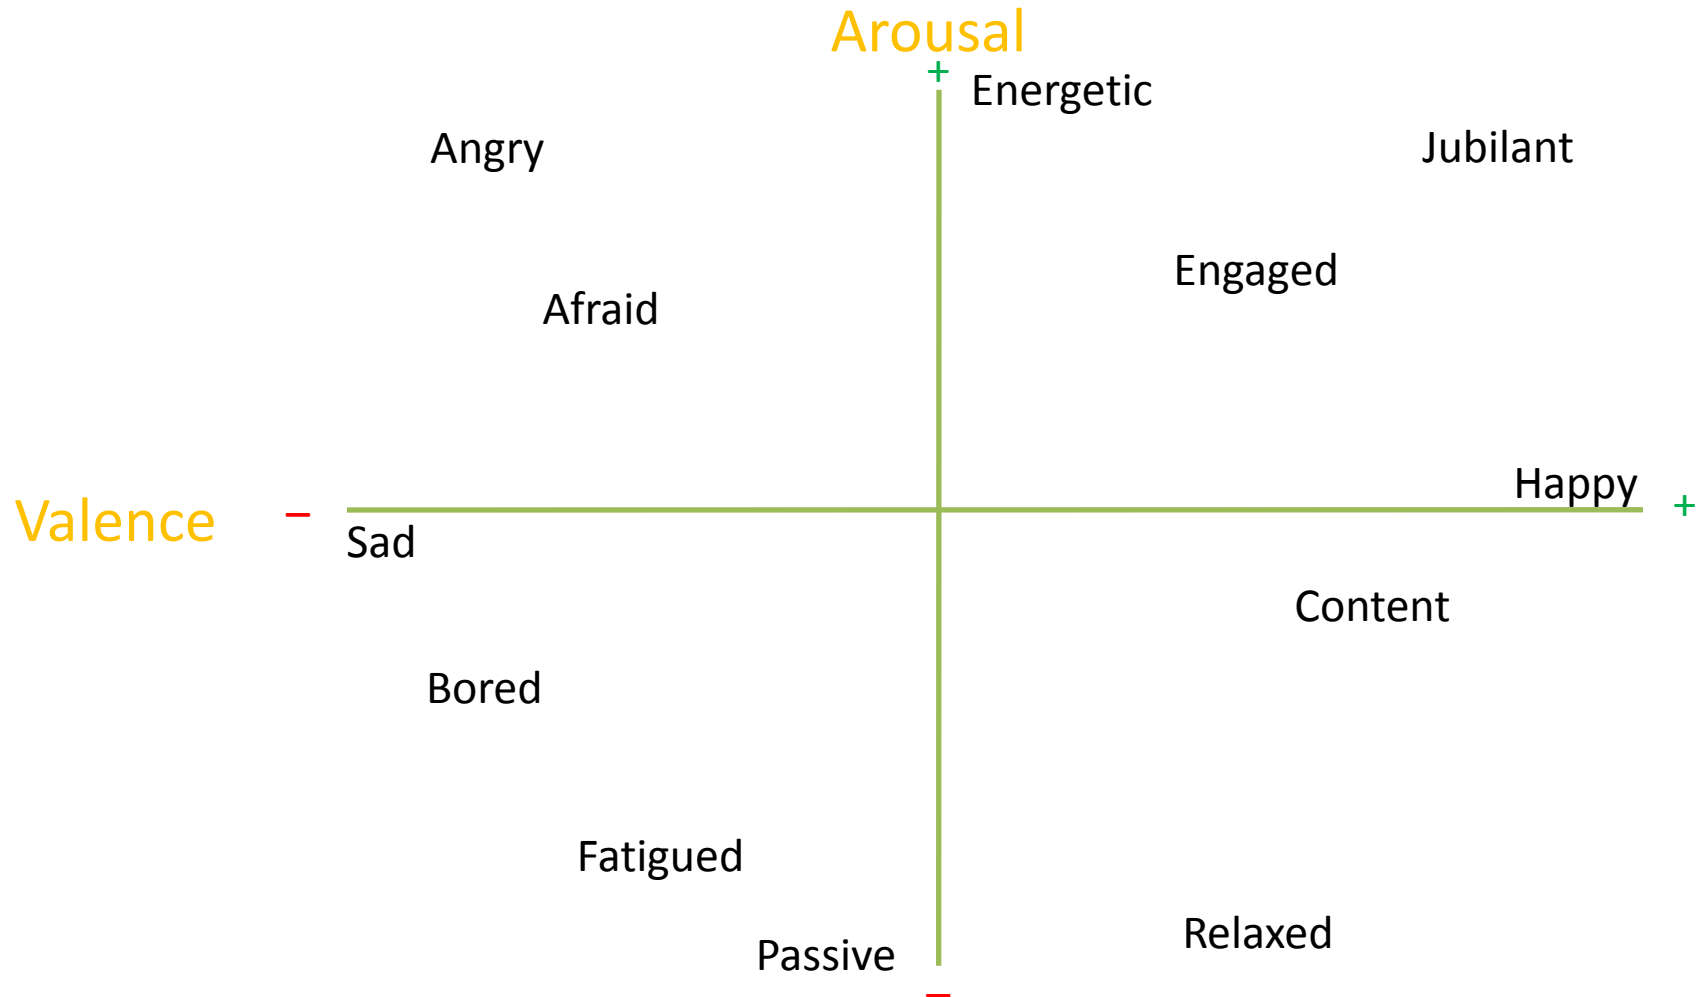 Arousal
+
Energetic
Angry
Jubilant
Engaged
Afraid
Happy
Valence
–
+
Sad
Content
Bored
Fatigued
Relaxed
Passive
–